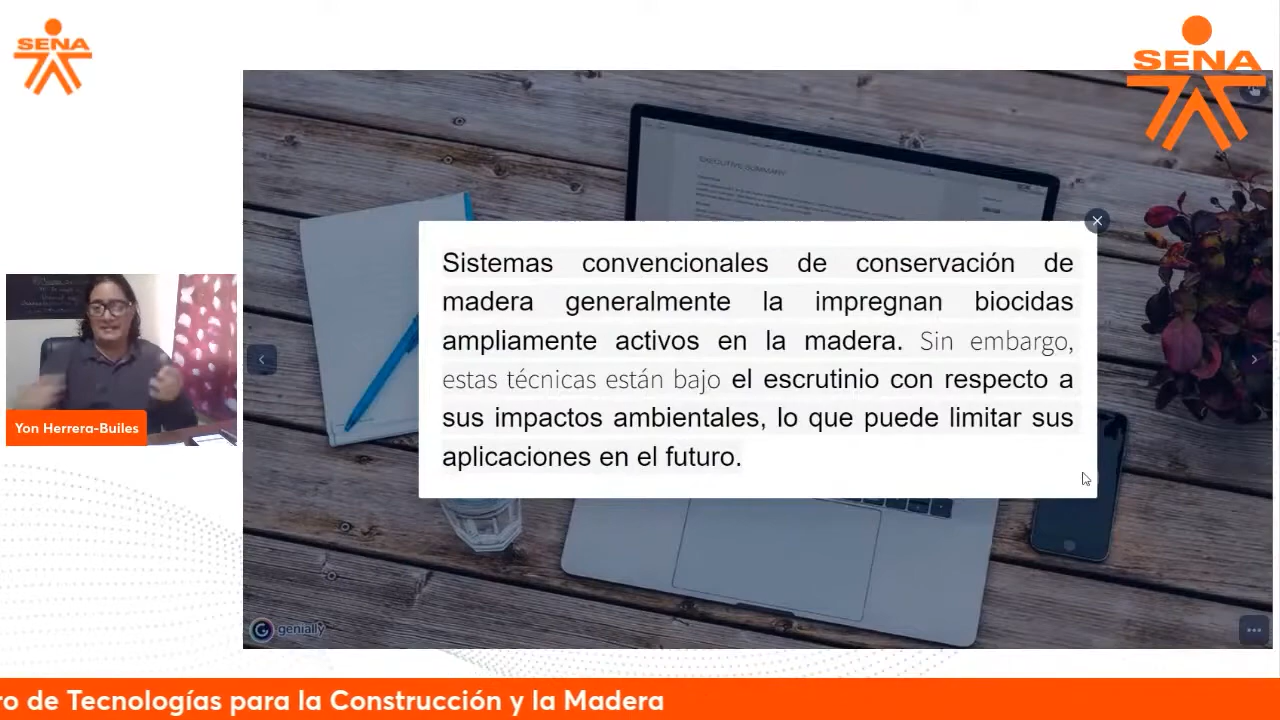 SENA
SENA
EXECUTIVE SUMMARY
Sistemas convencionales de conservación de
madera generalmente la impregnan biocidas
ampliamente activos en la madera. Sin embargo,
estas técnicas están bajo el escrutinio con respecto a
sus impactos ambientales, lo que puede limitar sus
aplicaciones en el futuro.
Yon Herrera-Builes
genially
ro de Tecnologías para la Construcción y la Madera